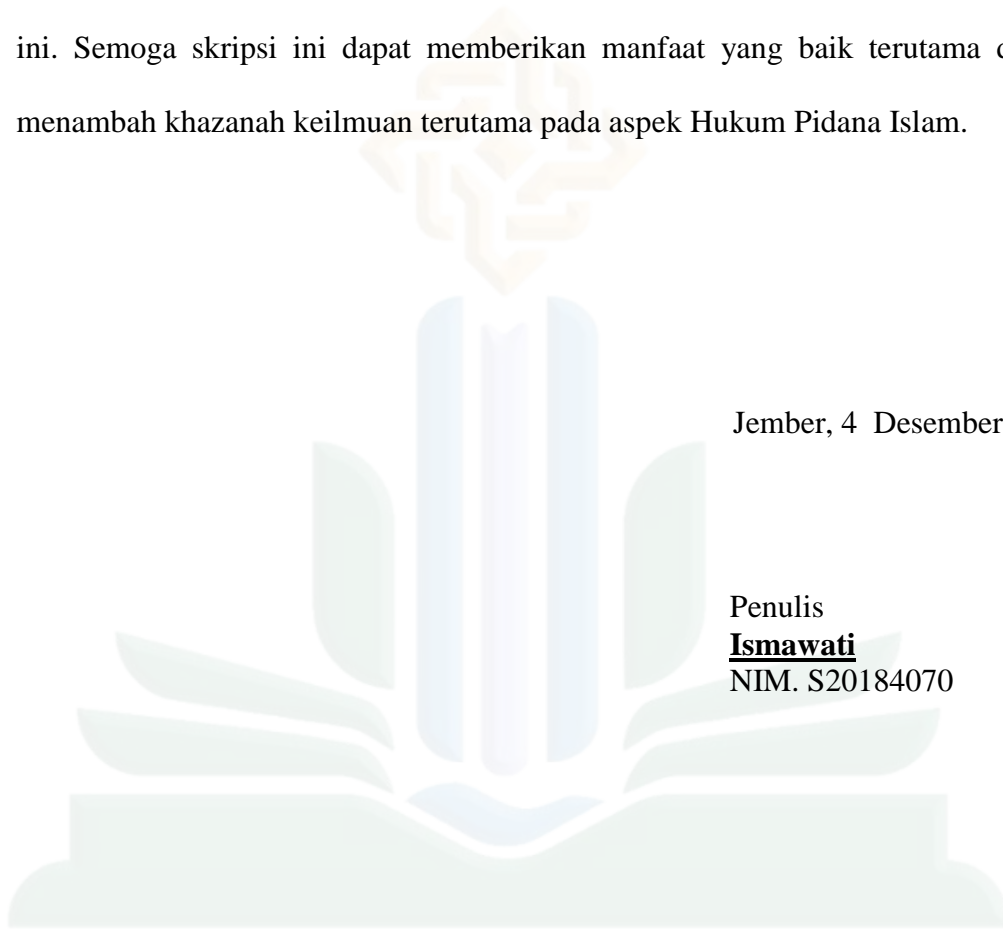 ini. Semoga skripsi ini dapat memberikan manfaat yang baik terutama
menambah khazanah keilmuan terutama pada aspek Hukum Pidana Islam.
Jember, 4 Desember
Penulis
Ismawati
NIM. S20184070